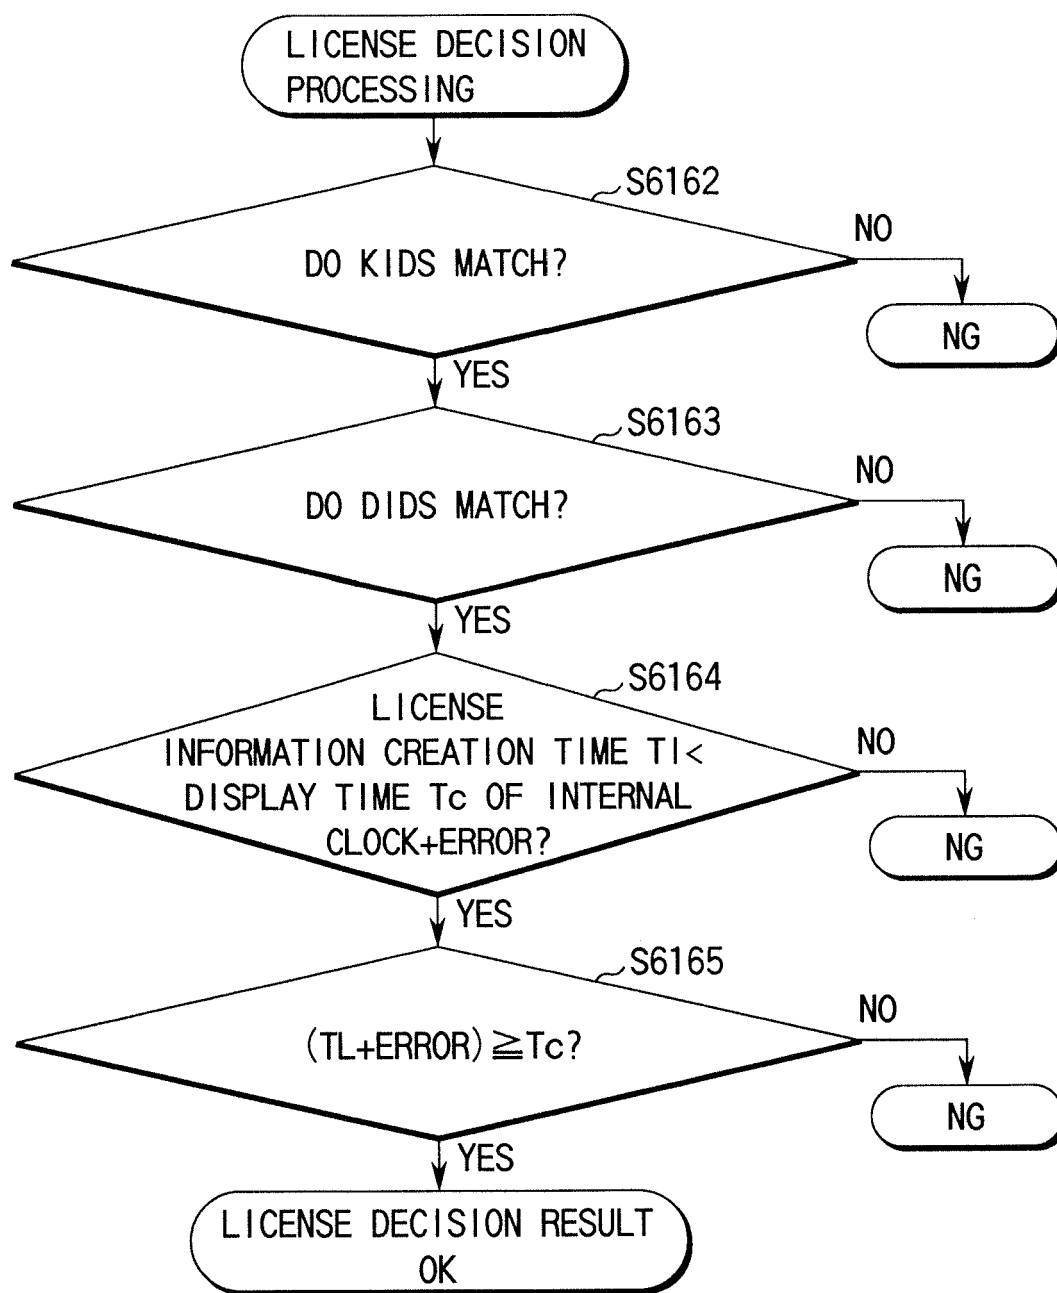 LICENSE DECISION
PROCESSING
S6162
DO KIDS MATCH?
NO
NG
YES
S6163
DO DIDS MATCH?
NO
NG
YES
S6164
LICENSE
INFORMATION CREATION TIME TI<
DISPLAY TIME Tc OF INTERNAL
CLOCK+ERROR?
NO
NG
YES
S6165
(TL+ERROR)≧Tc?
NO
NG
YES
LICENSE DECISION RESULT
OK